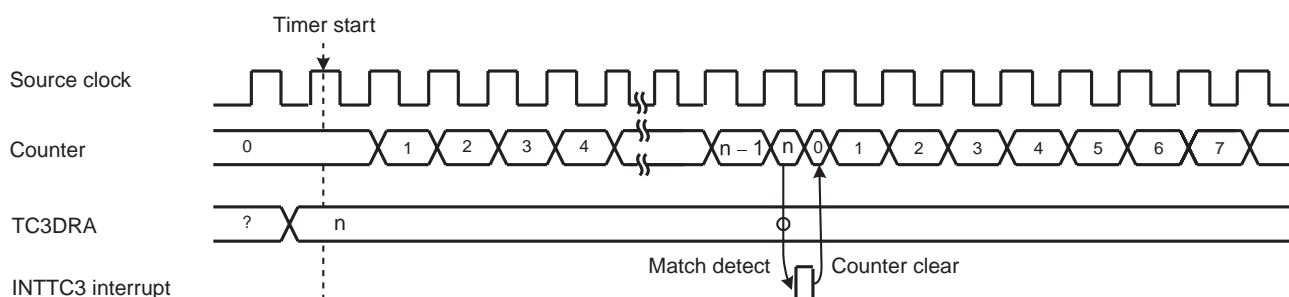 Timer start
Source clock
Counter 0 1 2 3 4 n – 1 n 0 1 2 3 4 5 6 7
TC3DRA ? n
Match detect Counter clear
INTTC3 interrupt